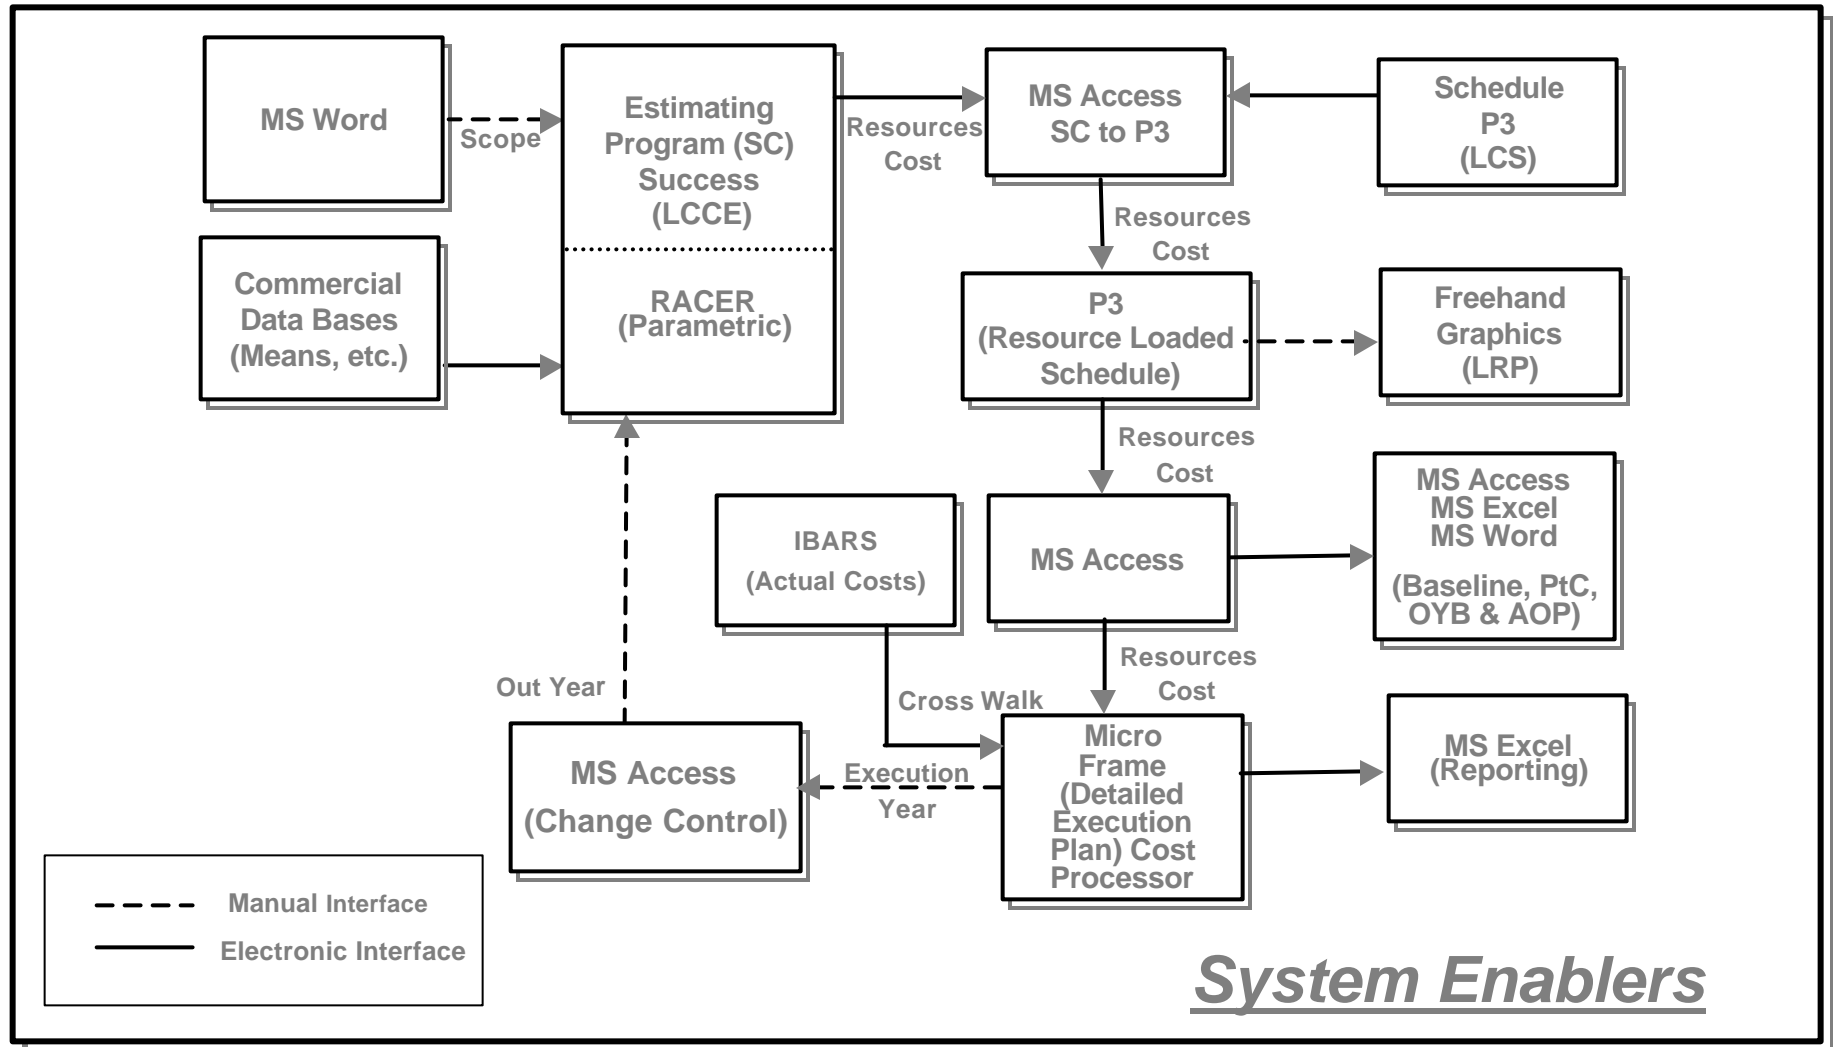 MS Word
Scope
Estimating
Program (SC)
Success
(LCCE)
RACER
(Parametric)
Commercial
Data Bases
(Means, etc.)
Resources
Cost
MS Access
SC to P3
Schedule
P3
(LCS)
Resources
Cost
P3
(Resource Loaded
Schedule)
Freehand
Graphics
(LRP)
Resources
Cost
IBARS
(Actual Costs)
MS Access
MS Access
MS Excel
MS Word
(Baseline, PtC,
OYB & AOP)
Resources
Cost
Out Year
Cross Walk
MS Access
(Change Control)
Execution
Year
Micro
Frame
(Detailed
Execution
Plan) Cost
Processor
MS Excel
(Reporting)
Manual Interface
Electronic Interface
System Enablers